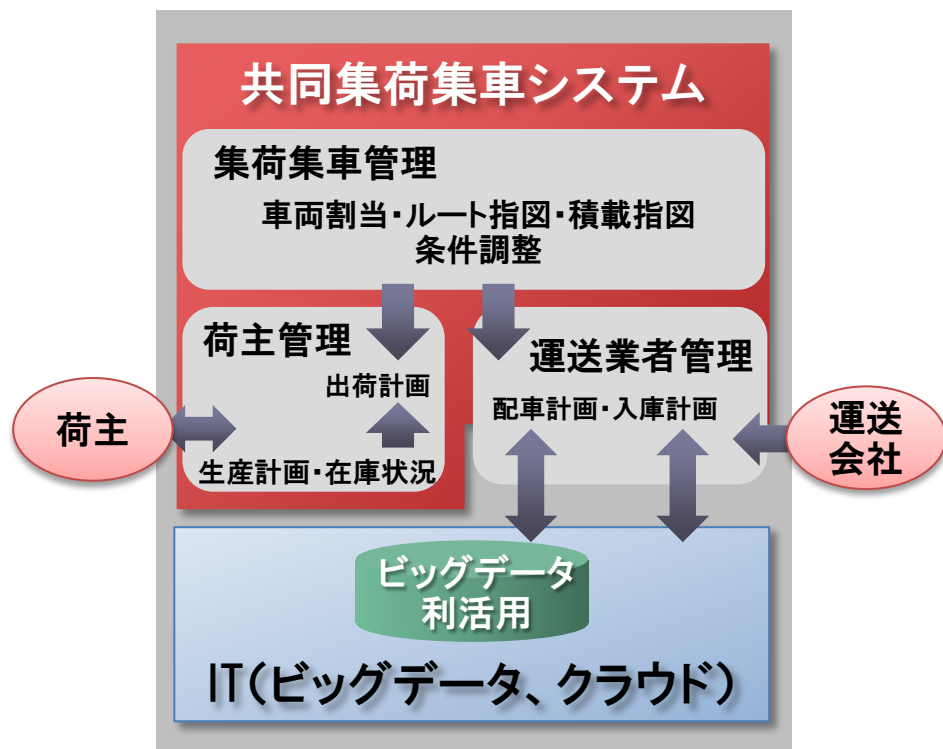 共同集荷集車システム
集荷集車管理
車両割当・ルート指図・積載指図
条件調整
荷主管理
出荷計画
生産計画・在庫状況
運送業者管理
配車計画・入庫計画
荷主
運送
会社
ビッグデータ
利活用
IT(ビッグデータ、クラウド)